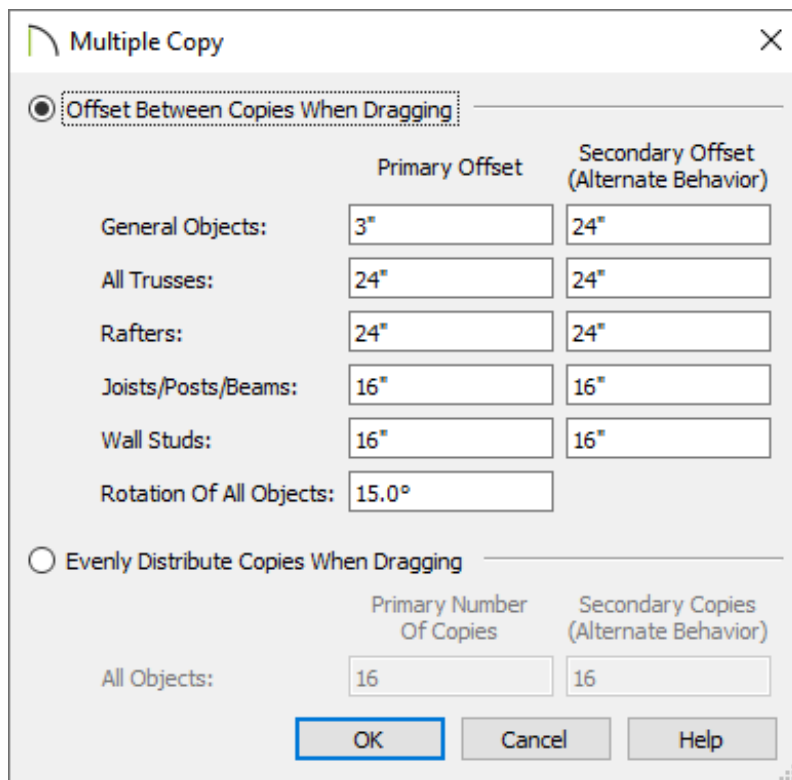 Multiple Copy
Offset Between Copies When Dragging
Primary Offset
Secondary Offset
(Alternate Behavior)
General Objects: 3" 24"
All Trusses: 24" 24"
Rafters: 24" 24"
Joists/Posts/Beams: 16" 16"
Wall Studs: 16" 16"
Rotation Of All Objects: 15.0°
Evenly Distribute Copies When Dragging
Primary Number
Of Copies
Secondary Copies
(Alternate Behavior)
All Objects: 16 16
OK Cancel Help